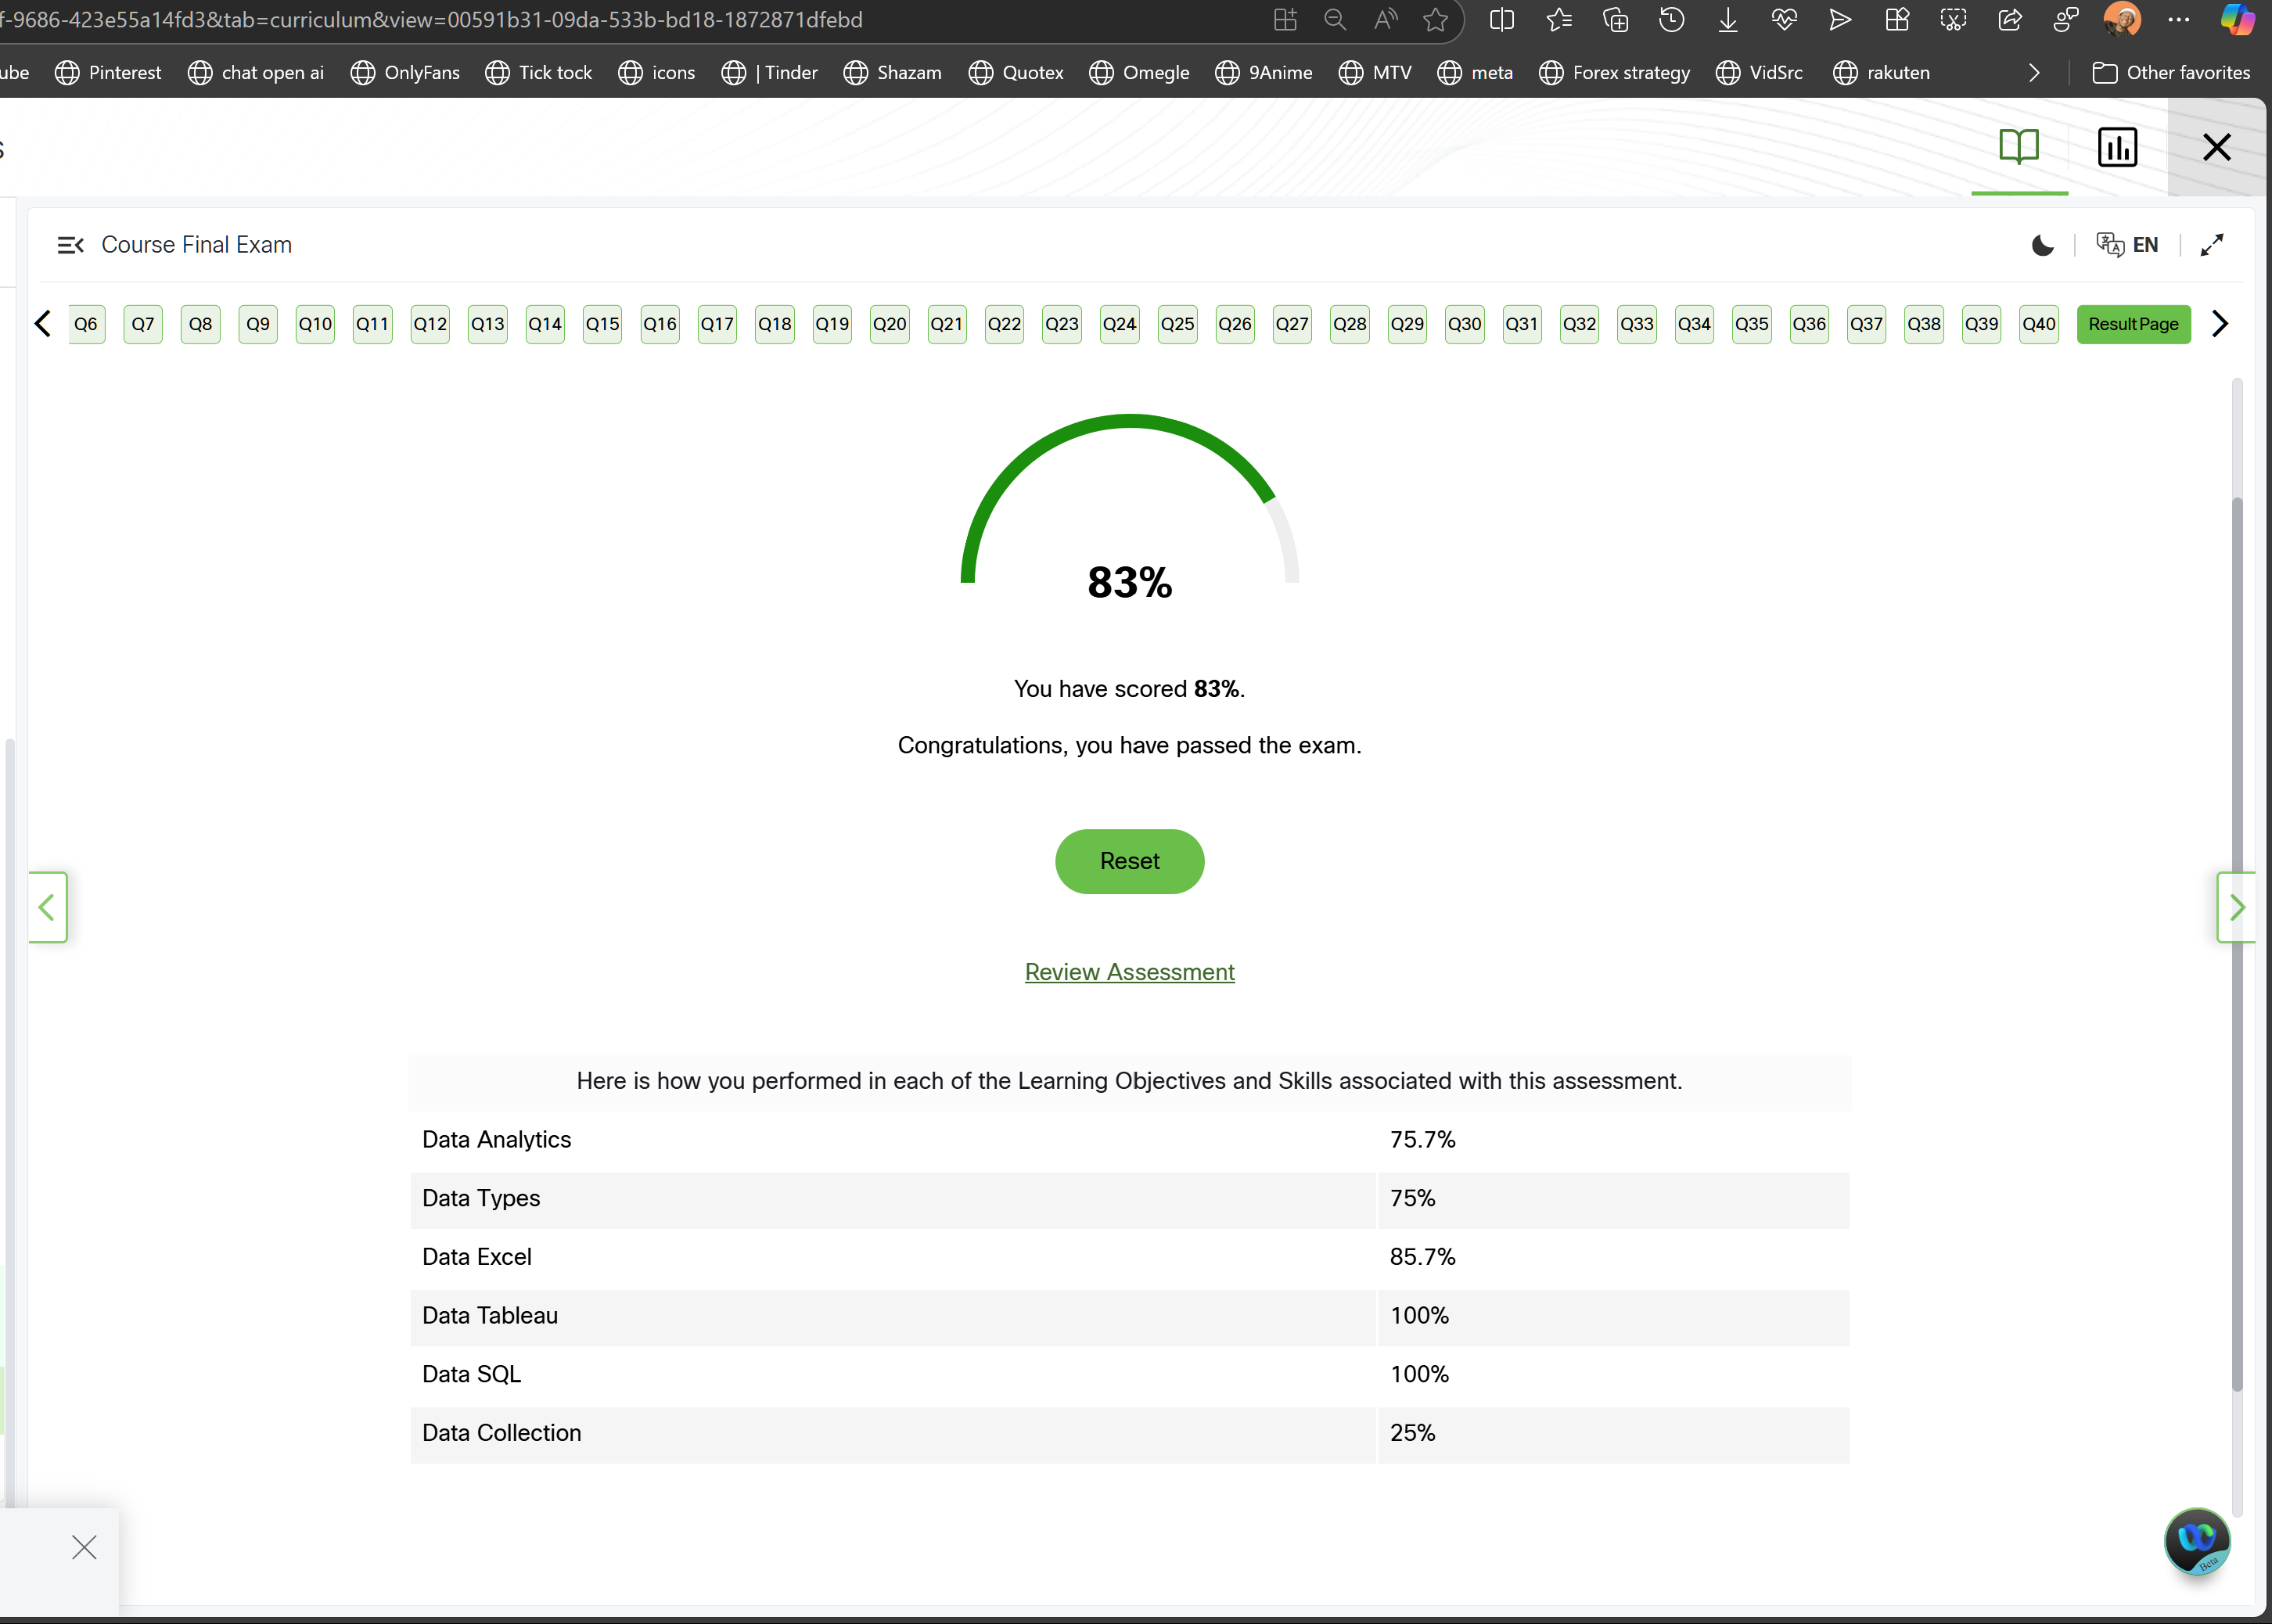 f-9686-423e55a14fd3&tab=curriculum&view=00591b31-09da-533b-bd18-1872871dfebd
ube Pinterest chat open ai OnlyFans Tick tock icons | Tinder Shazam Quotex Omegle 9Anime MTV meta Forex strategy VidSrc rakuten Other favorites
s
Course Final Exam EN
Q6 Q7 Q8 Q9 Q10 Q11 Q12 Q13 Q14 Q15 Q16 Q17 Q18 Q19 Q20 Q21 Q22 Q23 Q24 Q25 Q26 Q27 Q28 Q29 Q30 Q31 Q32 Q33 Q34 Q35 Q36 Q37 Q38 Q39 Q40 Result Page
83%
You have scored 83%.
Congratulations, you have passed the exam.
Reset
Review Assessment
Here is how you performed in each of the Learning Objectives and Skills associated with this assessment.
Data Analytics 75.7%
Data Types 75%
Data Excel 85.7%
Data Tableau 100%
Data SQL 100%
Data Collection 25%
Beta